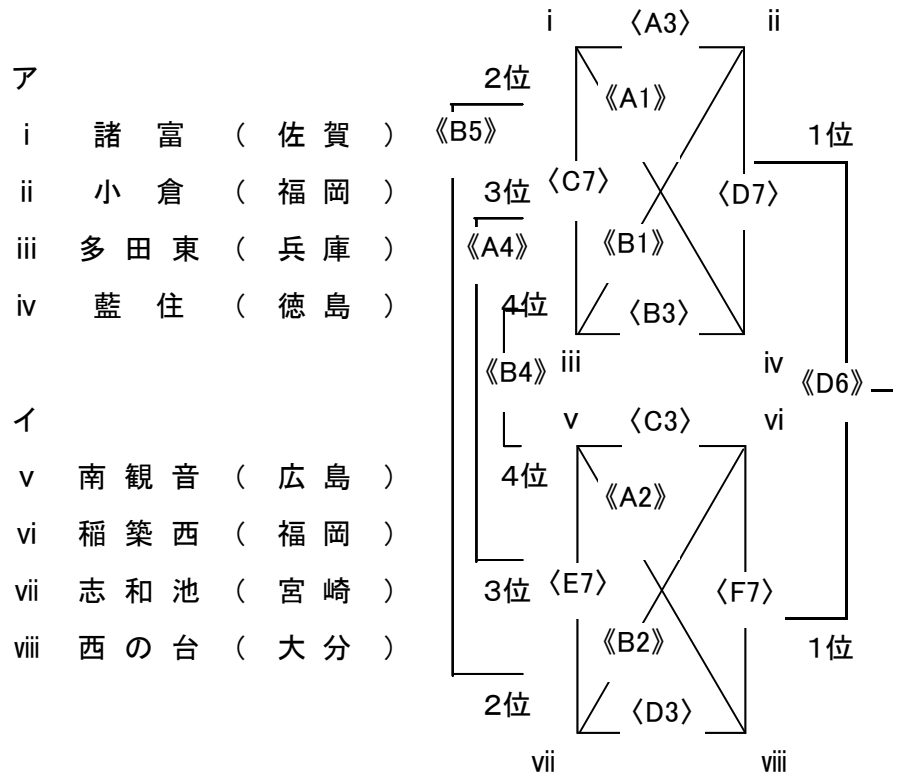 ア
ⅰ 諸富 ( 佐賀 )
ⅱ 小倉 ( 福岡 )
ⅲ 多田東 ( 兵庫 )
ⅳ 藍住 ( 徳島 )
イ
ⅴ 南観音 ( 広島 )
ⅵ 稲築西 ( 福岡 )
ⅶ 志和池 ( 宮崎 )
ⅷ 西の台 ( 大分 )
ⅰ 〈A3〉 ⅱ
2位
《A1》
《B5》 1位
3位 〈C7〉 〈D7〉
《A4》 《B1》
4位 〈B3〉
《B4》 ⅲ ⅳ 《D6》
ⅴ 〈C3〉 ⅵ
4位 《A2》
3位 〈E7〉 〈F7〉
《B2》 1位
2位 〈D3〉
ⅶ ⅷ